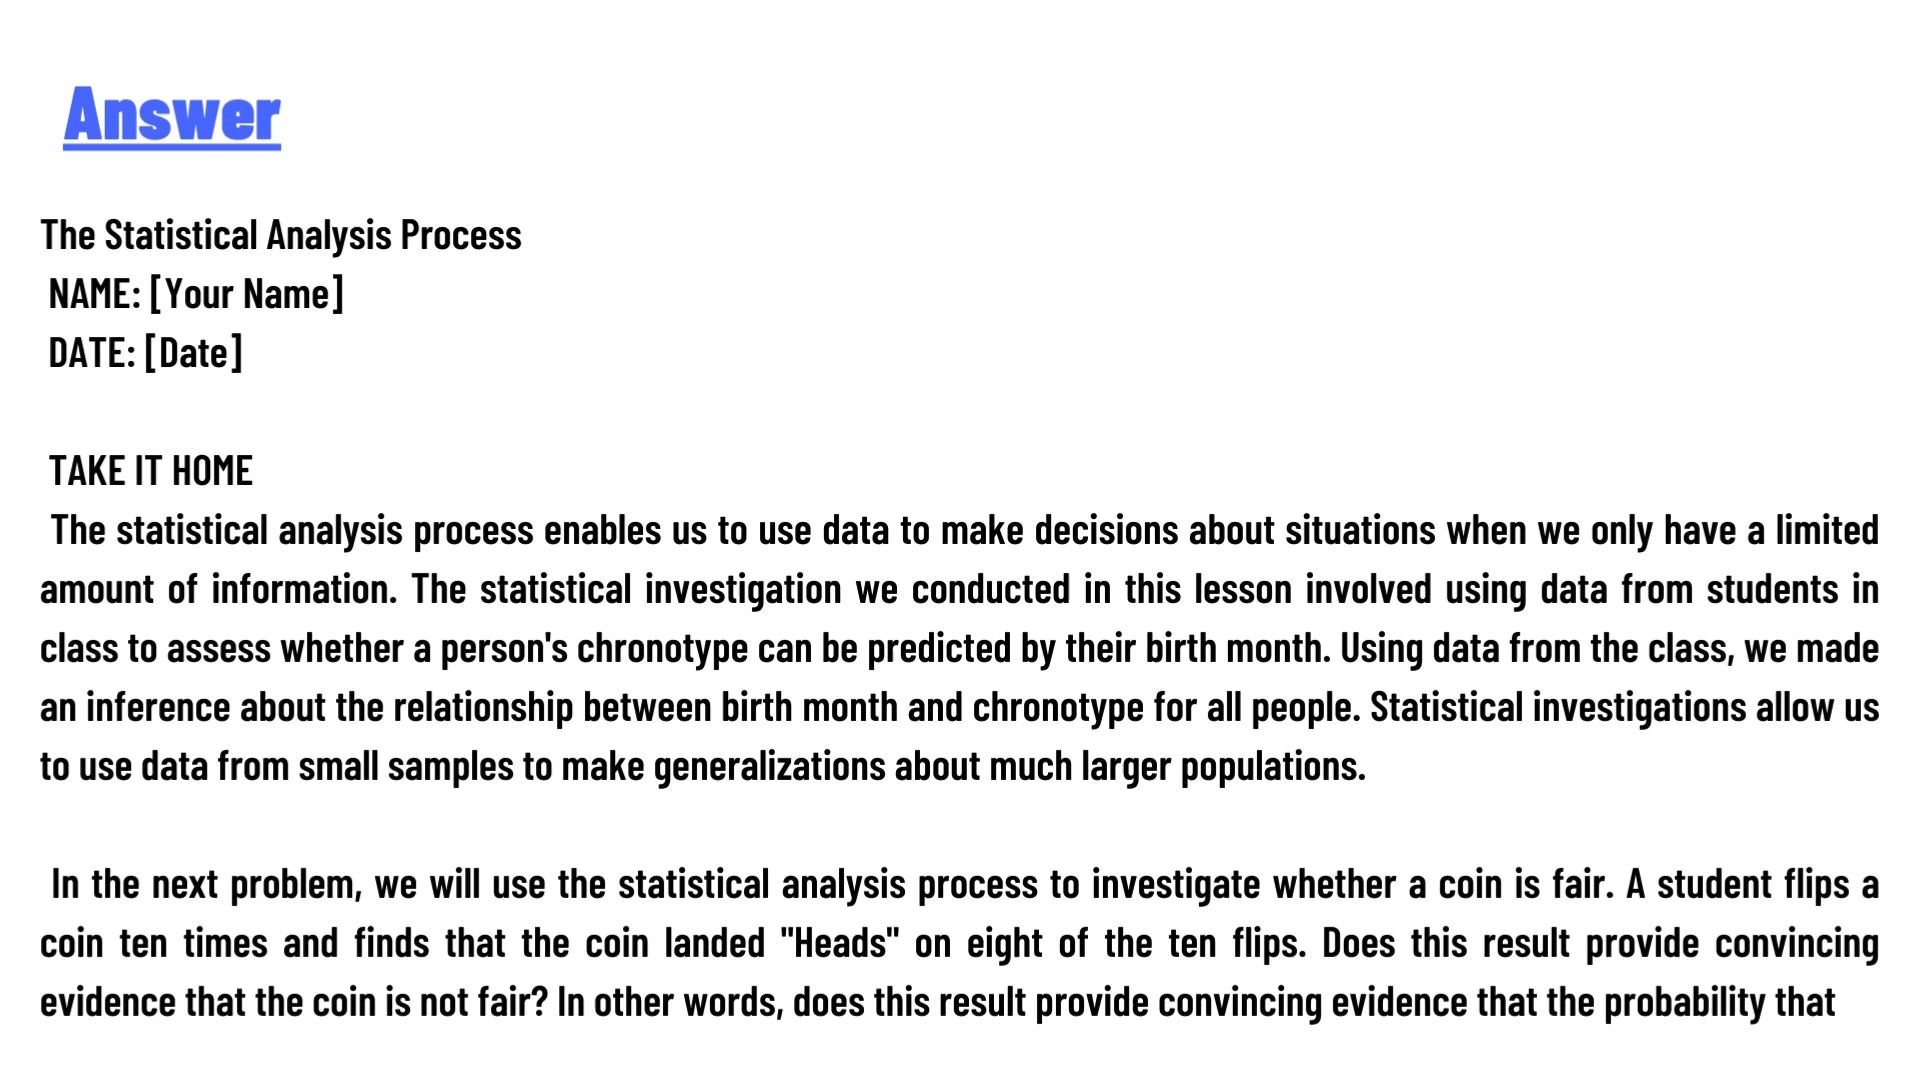 Answer
The Statistical Analysis Process
NAME: [Your Name]
DATE: [Date]
TAKE IT HOME
The statistical analysis process enables us to use data to make decisions about situations when we only have a limited
amount of information. The statistical investigation we conducted in this lesson involved using data from students in
class to assess whether a person's chronotype can be predicted by their birth month. Using data from the class, we made
an inference about the relationship between birth month and chronotype for all people. Statistical investigations allow us
to use data from small samples to make generalizations about much larger populations.
In the next problem, we will use the statistical analysis process to investigate whether a coin is fair. A student flips a
coin ten times and finds that the coin landed "Heads" on eight of the ten flips. Does this result provide convincing
evidence that the coin is not fair? In other words, does this result provide convincing evidence that the probability that